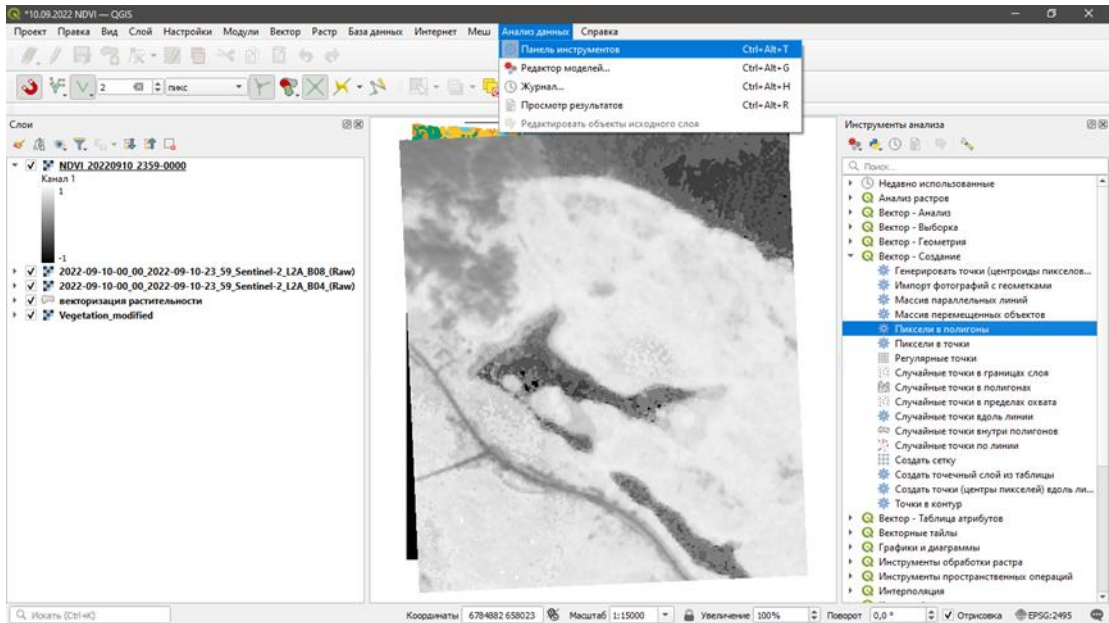 *10.09.2022 NDVI — QGIS
Проект Правка Вид Слой Настройки Модули Вектор Растр База данных Интернет Меш Анализ данных Справка
Панель инструментов Ctrl+Alt+T
Редактор моделей... Ctrl+Alt+G
Журнал... Ctrl+Alt+H
Просмотр результатов Ctrl+Alt+R
Редактировать объекты исходного слоя
2 пикс
Слои
NDVI 20220910 2359-0000
Канал 1
1
-1
2022-09-10-00_00_2022-09-10-23_59_Sentinel-2_L2A_B08_(Raw)
2022-09-10-00_00_2022-09-10-23_59_Sentinel-2_L2A_B04_(Raw)
векторизация растительности
Vegetation_modified
Инструменты анализа
Поиск...
Недавно использованные
Анализ растров
Вектор - Анализ
Вектор - Выборка
Вектор - Геометрия
Вектор - Создание
Генерировать точки (центроиды пикселов...
Импорт фотографий с геометками
Массив параллельных линий
Массив перемещенных объектов
Пиксели в полигоны
Пиксели в точки
Регулярные точки
Случайные точки в границах слоя
Случайные точки в полигонах
Случайные точки в пределах охвата
Случайные точки вдоль линии
Случайные точки внутри полигонов
Случайные точки по линии
Создать сетку
Создать точечный слой из таблицы
Создать точки (центры пикселей) вдоль ли...
Точки в контур
Вектор - Таблица атрибутов
Векторные тайлы
Графики и диаграммы
Инструменты обработки растра
Инструменты пространственных операций
Интерполяция
Искать (Ctrl+K) Координаты 6784882 658023 Масштаб 1:15000 Увеличение 100% Поворот 0,0 ° Отрисовка EPSG:2495